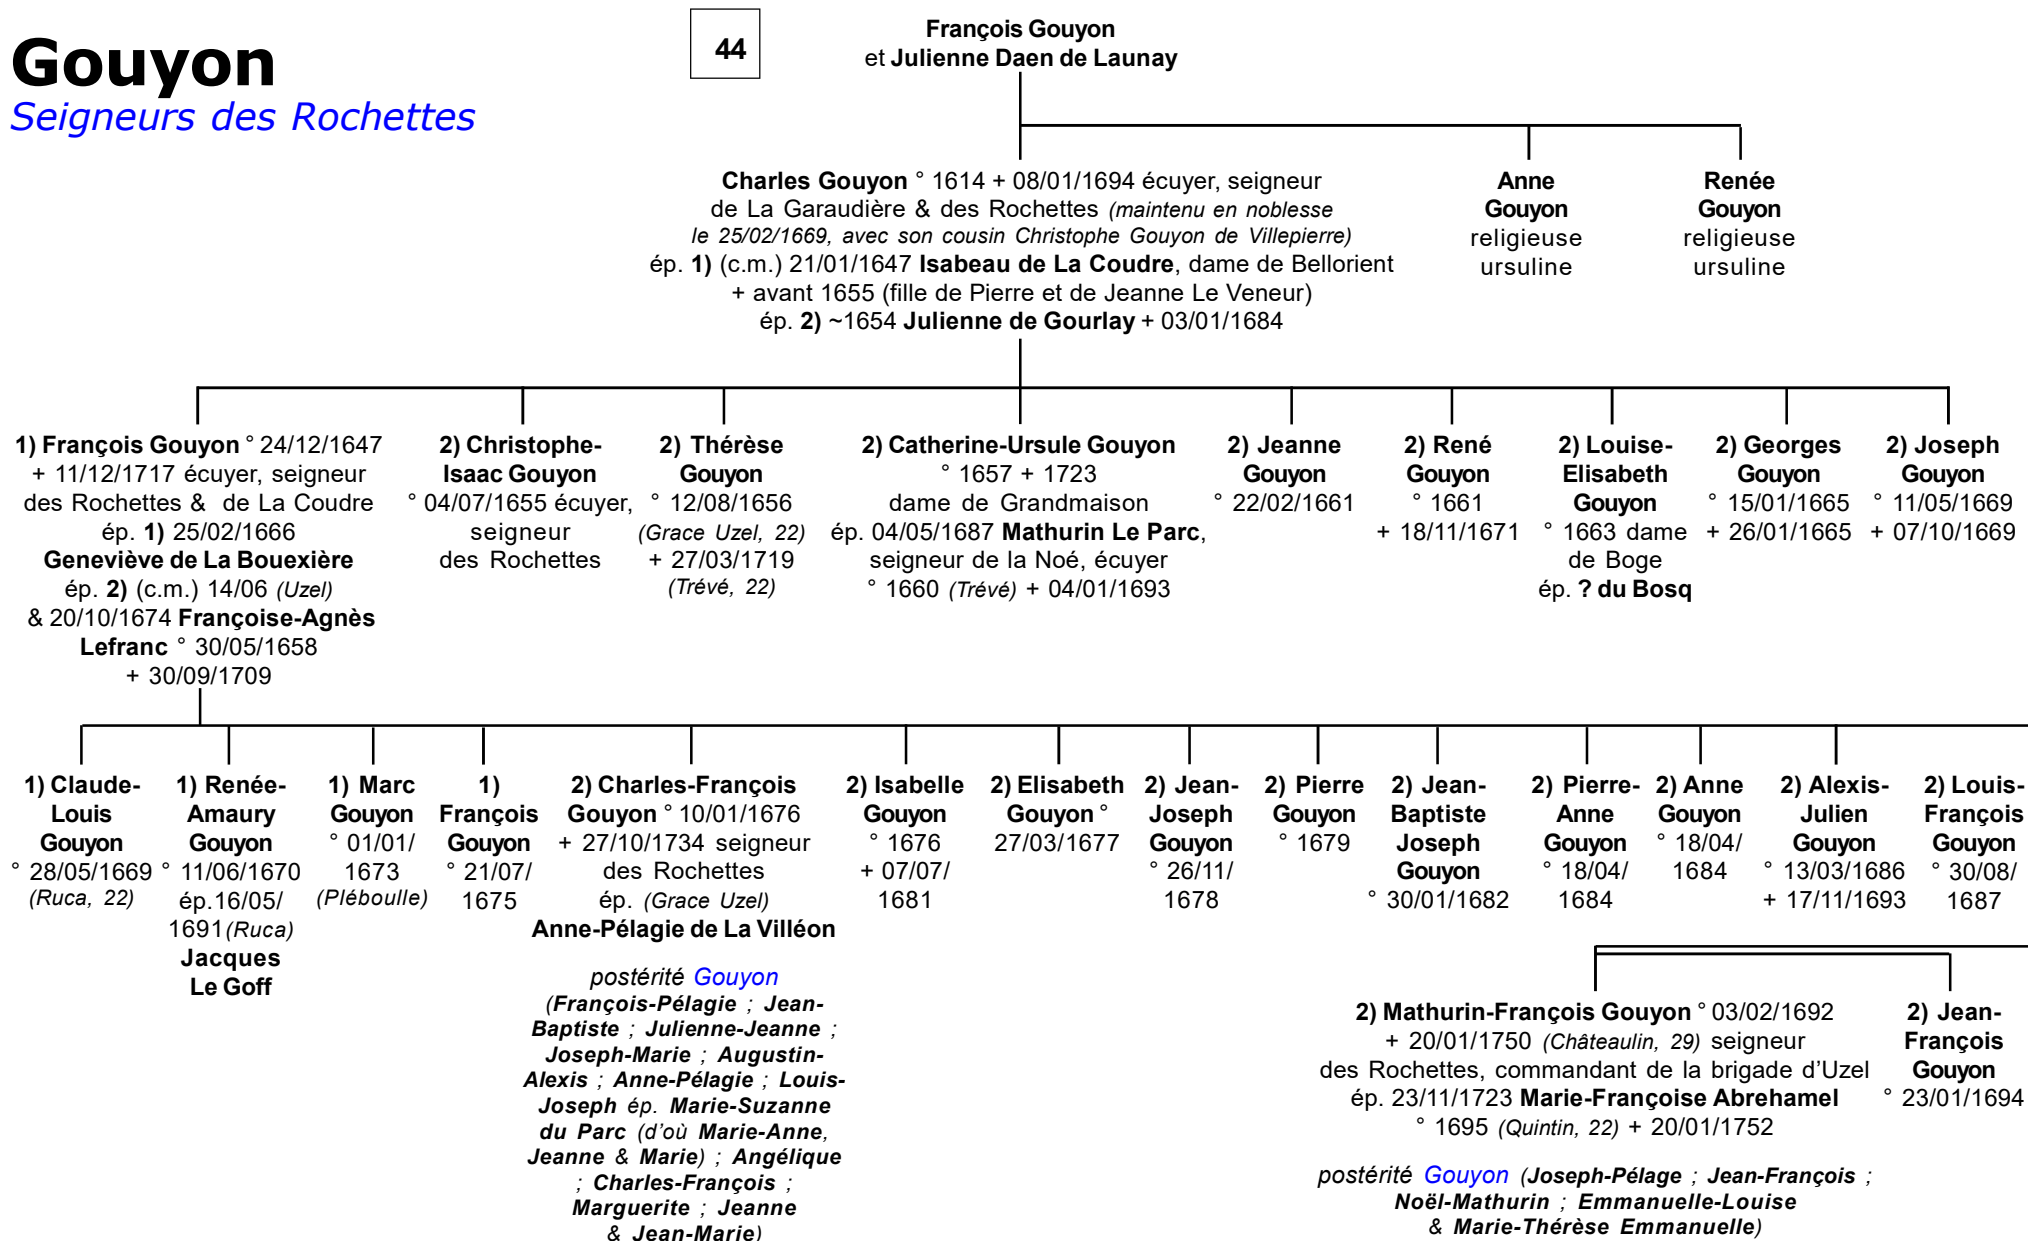 Gouyon
Seigneurs des Rochettes
44
François Gouyon
et Julienne Daen de Launay
Charles Gouyon ° 1614 + 08/01/1694 écuyer, seigneur
de La Garaudière & des Rochettes (maintenu en noblesse
le 25/02/1669, avec son cousin Christophe Gouyon de Villepierre)
ép. 1) (c.m.) 21/01/1647 Isabeau de La Coudre, dame de Bellorient
+ avant 1655 (fille de Pierre et de Jeanne Le Veneur)
ép. 2) ~1654 Julienne de Gourlay + 03/01/1684
Anne
Gouyon
religieuse
ursuline
Renée
Gouyon
religieuse
ursuline
1) François Gouyon ° 24/12/1647
+ 11/12/1717 écuyer, seigneur
des Rochettes & de La Coudre
ép. 1) 25/02/1666
Geneviève de La Bouexière
ép. 2) (c.m.) 14/06 (Uzel)
& 20/10/1674 Françoise-Agnès
Lefranc ° 30/05/1658
+ 30/09/1709
2) Christophe-
Isaac Gouyon
° 04/07/1655 écuyer,
seigneur
des Rochettes
2) Thérèse
Gouyon
° 12/08/1656
(Grace Uzel, 22)
+ 27/03/1719
(Trévé, 22)
2) Catherine-Ursule Gouyon
° 1657 + 1723
dame de Grandmaison
ép. 04/05/1687 Mathurin Le Parc,
seigneur de la Noé, écuyer
° 1660 (Trévé) + 04/01/1693
2) Jeanne
Gouyon
° 22/02/1661
2) René
Gouyon
° 1661
+ 18/11/1671
2) Louise-
Elisabeth
Gouyon
° 1663 dame
de Boge
ép. ? du Bosq
2) Georges
Gouyon
° 15/01/1665
+ 26/01/1665
2) Joseph
Gouyon
° 11/05/1669
+ 07/10/1669
1) Claude-
Louis
Gouyon
° 28/05/1669
(Ruca, 22)
1) Renée-
Amaury
Gouyon
° 11/06/1670
ép.16/05/
1691(Ruca)
Jacques
Le Goff
1) Marc
Gouyon
° 01/01/
1673
(Pléboulle)
1)
François
Gouyon
° 21/07/
1675
2) Charles-François
Gouyon ° 10/01/1676
+ 27/10/1734 seigneur
des Rochettes
ép. (Grace Uzel)
Anne-Pélagie de La Villéon
postérité Gouyon
(François-Pélagie ; Jean-
Baptiste ; Julienne-Jeanne ;
Joseph-Marie ; Augustin-
Alexis ; Anne-Pélagie ; Louis-
Joseph ép. Marie-Suzanne
du Parc (d'où Marie-Anne,
Jeanne & Marie) ; Angélique
; Charles-François ;
Marguerite ; Jeanne
& Jean-Marie)
2) Isabelle
Gouyon
° 1676
+ 07/07/
1681
2) Elisabeth
Gouyon °
27/03/1677
2) Jean-
Joseph
Gouyon
° 26/11/
1678
2) Pierre
Gouyon
° 1679
2) Jean-
Baptiste
Joseph
Gouyon
° 30/01/1682
2) Pierre-
Anne
Gouyon
° 18/04/
1684
2) Anne
Gouyon
° 18/04/
1684
2) Alexis-
Julien
Gouyon
° 13/03/1686
+ 17/11/1693
2) Louis-
François
Gouyon
° 30/08/
1687
2) Mathurin-François Gouyon ° 03/02/1692
+ 20/01/1750 (Châteaulin, 29) seigneur
des Rochettes, commandant de la brigade d'Uzel
ép. 23/11/1723 Marie-Françoise Abrehamel
° 1695 (Quintin, 22) + 20/01/1752
postérité Gouyon (Joseph-Pélage ; Jean-François ;
Noël-Mathurin ; Emmanuelle-Louise
& Marie-Thérèse Emmanuelle)
2) Jean-
François
Gouyon
° 23/01/1694